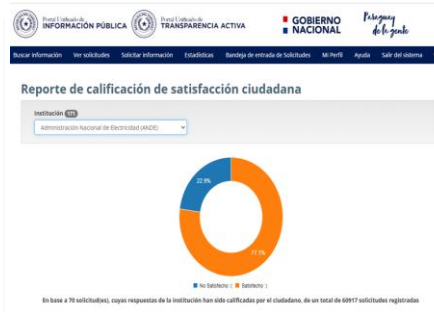 Portal Unificado de
INFORMACIÓN PÚBLICA
Portal Unificado de
TRANSPARENCIA ACTIVA
GOBIERNO
NACIONAL
Paraguay
de la gente
Buscar información Ver solicitudes Solicitar información Estadísticas Bandeja de entrada de Solicitudes Mi Perfil Ayuda Salir del sistema
Reporte de calificación de satisfacción ciudadana
Institución
Administración Nacional de Electricidad (ANDE)
22.9%
77.1%
No Satisfecho Satisfecho
En base a 70 solicitud(es), cuyas respuestas de la institución han sido calificadas por el ciudadano, de un total de 60917 solicitudes registradas